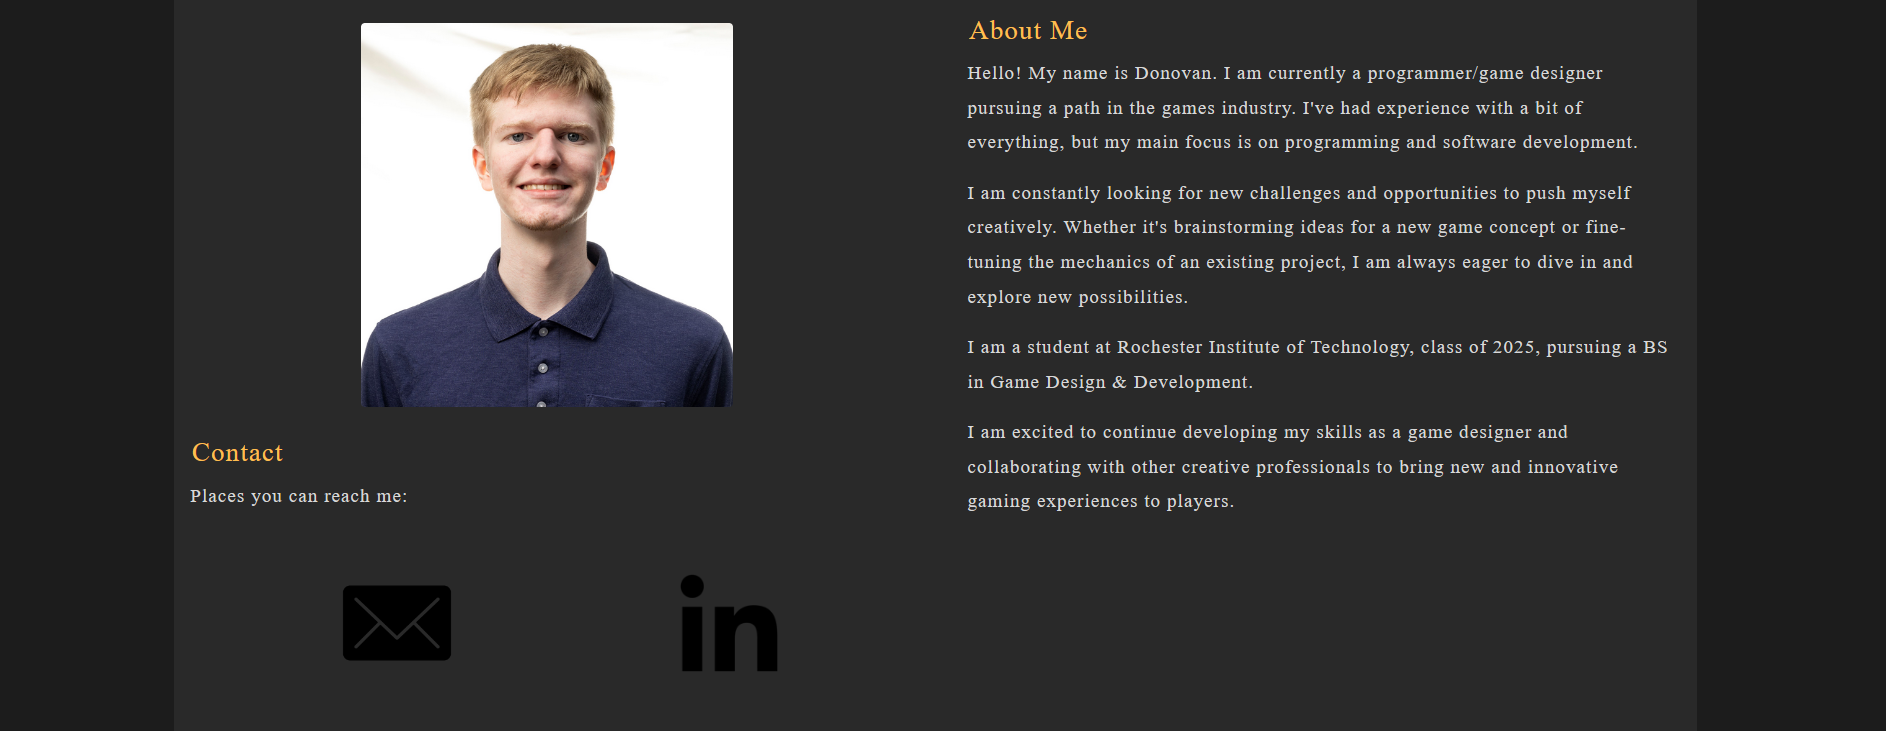 About Me
Hello! My name is Donovan. I am currently a programmer/game designer
pursuing a path in the games industry. I've had experience with a bit of
everything, but my main focus is on programming and software development.
I am constantly looking for new challenges and opportunities to push myself
creatively. Whether it's brainstorming ideas for a new game concept or fine-
tuning the mechanics of an existing project, I am always eager to dive in and
explore new possibilities.
I am a student at Rochester Institute of Technology, class of 2025, pursuing a BS
in Game Design & Development.
I am excited to continue developing my skills as a game designer and
collaborating with other creative professionals to bring new and innovative
gaming experiences to players.
Contact
Places you can reach me:
in